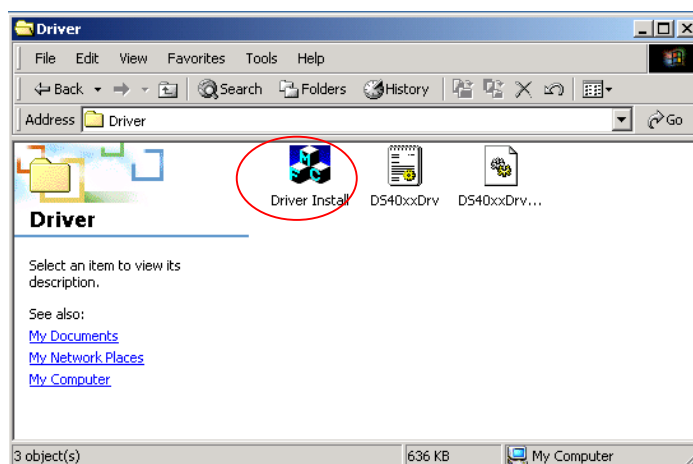 Driver
File Edit View Favorites Tools Help
Back Search Folders History
Address Driver Go
MSC
Driver Install DS40xxDrv DS40xxDrv...
Driver
Select an item to view its
description.
See also:
My Documents
My Network Places
My Computer
3 object(s) 636 KB My Computer